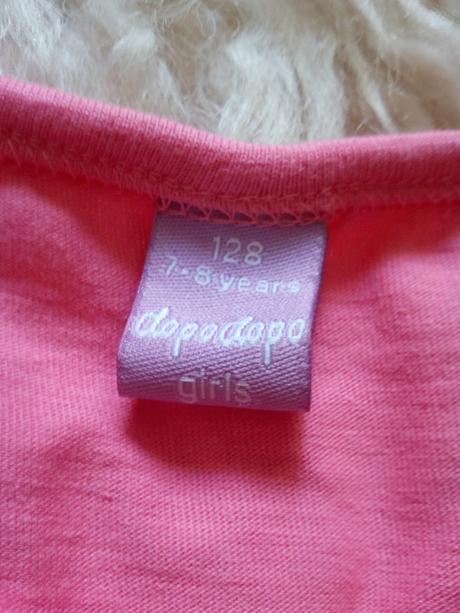 128
7-8 years
dopodopo
girls